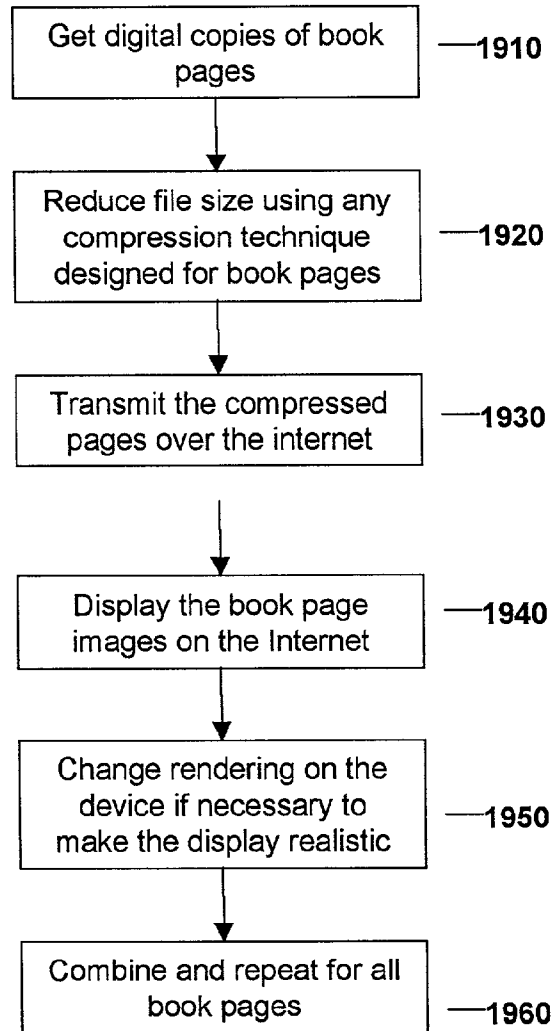 Get digital copies of book
pages
1910
Reduce file size using any
compression technique
designed for book pages
1920
Transmit the compressed
pages over the internet
1930
Display the book page
images on the Internet
1940
Change rendering on the
device if necessary to
make the display realistic
1950
Combine and repeat for all
book pages
1960